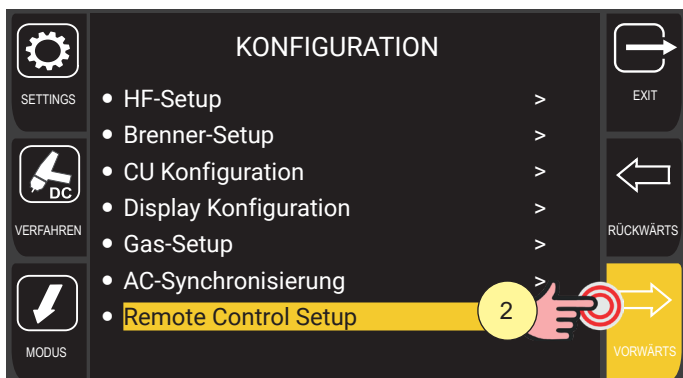 KONFIGURATION
SETTINGS
EXIT
• HF-Setup >
• Brenner-Setup >
• CU Konfiguration >
• Display Konfiguration >
• Gas-Setup >
• AC-Synchronisierung >
• Remote Control Setup
2
DC
VERFAHREN
RÜCKWÄRTS
MODUS
VORWÄRTS